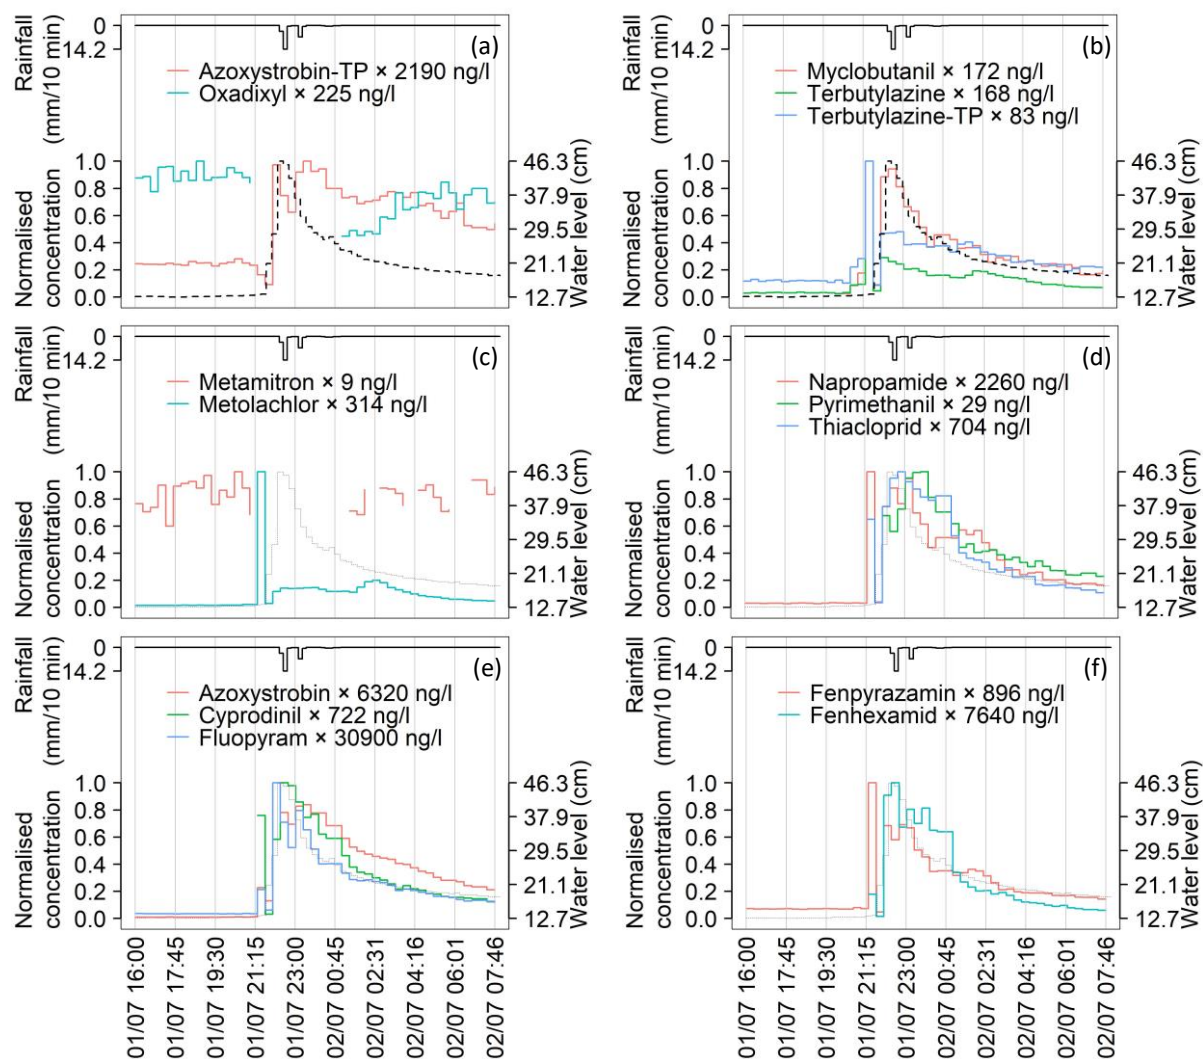 Rainfall
(mm/10 min)
0
14.2
(a)
Azoxystrobin-TP × 2190 ng/l
Oxadixyl × 225 ng/l
Normalised
concentration
1.0
0.8
0.6
0.4
0.2
0.0
46.3
37.9
29.5
21.1
12.7
Water level (cm)
Rainfall
(mm/10 min)
0
14.2
(b)
Myclobutanil × 172 ng/l
Terbutylazine × 168 ng/l
Terbutylazine-TP × 83 ng/l
Normalised
concentration
1.0
0.8
0.6
0.4
0.2
0.0
46.3
37.9
29.5
21.1
12.7
Water level (cm)
Rainfall
(mm/10 min)
0
14.2
(c)
Metamitron × 9 ng/l
Metolachlor × 314 ng/l
Normalised
concentration
1.0
0.8
0.6
0.4
0.2
0.0
46.3
37.9
29.5
21.1
12.7
Water level (cm)
Rainfall
(mm/10 min)
0
14.2
(d)
Napropamide × 2260 ng/l
Pyrimethanil × 29 ng/l
Thiacloprid × 704 ng/l
Normalised
concentration
1.0
0.8
0.6
0.4
0.2
0.0
46.3
37.9
29.5
21.1
12.7
Water level (cm)
Rainfall
(mm/10 min)
0
14.2
(e)
Azoxystrobin × 6320 ng/l
Cyprodinil × 722 ng/l
Fluopyram × 30900 ng/l
Normalised
concentration
1.0
0.8
0.6
0.4
0.2
0.0
46.3
37.9
29.5
21.1
12.7
Water level (cm)
01/07 16:00
01/07 17:45
01/07 19:30
01/07 21:15
01/07 23:00
02/07 00:45
02/07 02:31
02/07 04:16
02/07 06:01
02/07 07:46
Rainfall
(mm/10 min)
0
14.2
(f)
Fenpyrazamin × 896 ng/l
Fenhexamid × 7640 ng/l
Normalised
concentration
1.0
0.8
0.6
0.4
0.2
0.0
46.3
37.9
29.5
21.1
12.7
Water level (cm)
01/07 16:00
01/07 17:45
01/07 19:30
01/07 21:15
01/07 23:00
02/07 00:45
02/07 02:31
02/07 04:16
02/07 06:01
02/07 07:46